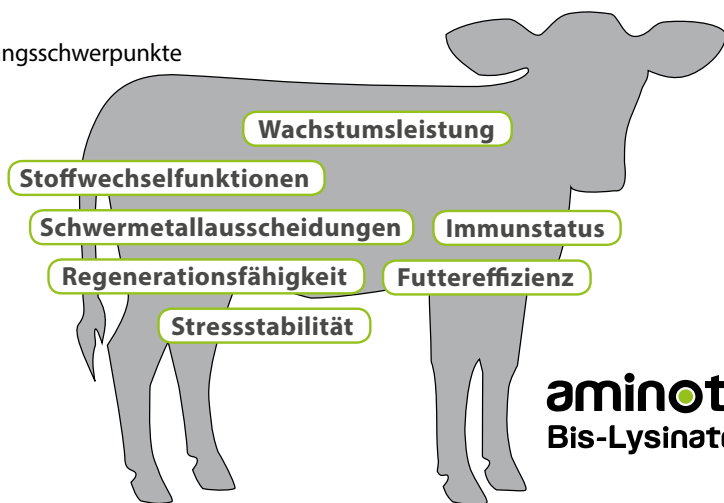 ngsschwerpunkte
Wachstumsleistung
Stoffwechselfunktionen
Schwermetallausscheidungen
Immunstatus
Regenerationsfähigkeit
Futtereffizienz
Stressstabilität
aminot
Bis-Lysinat